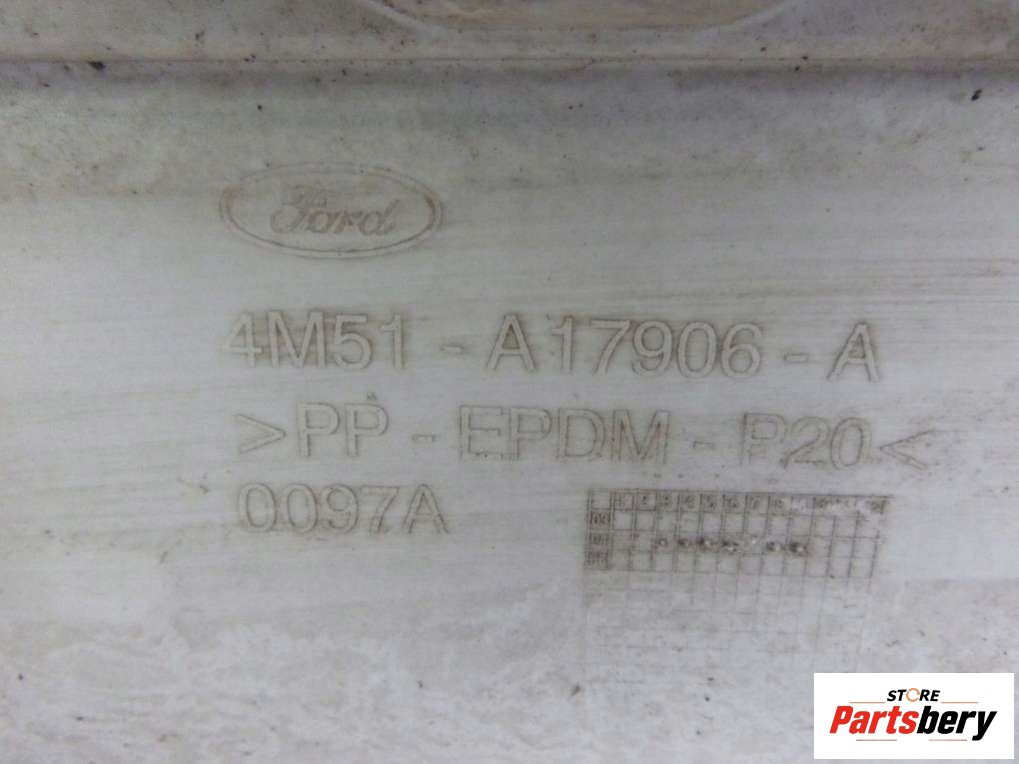 Ford
4M51-A17906-A
>PP-EPDM-P20<
0097A
STORE
Partsbery